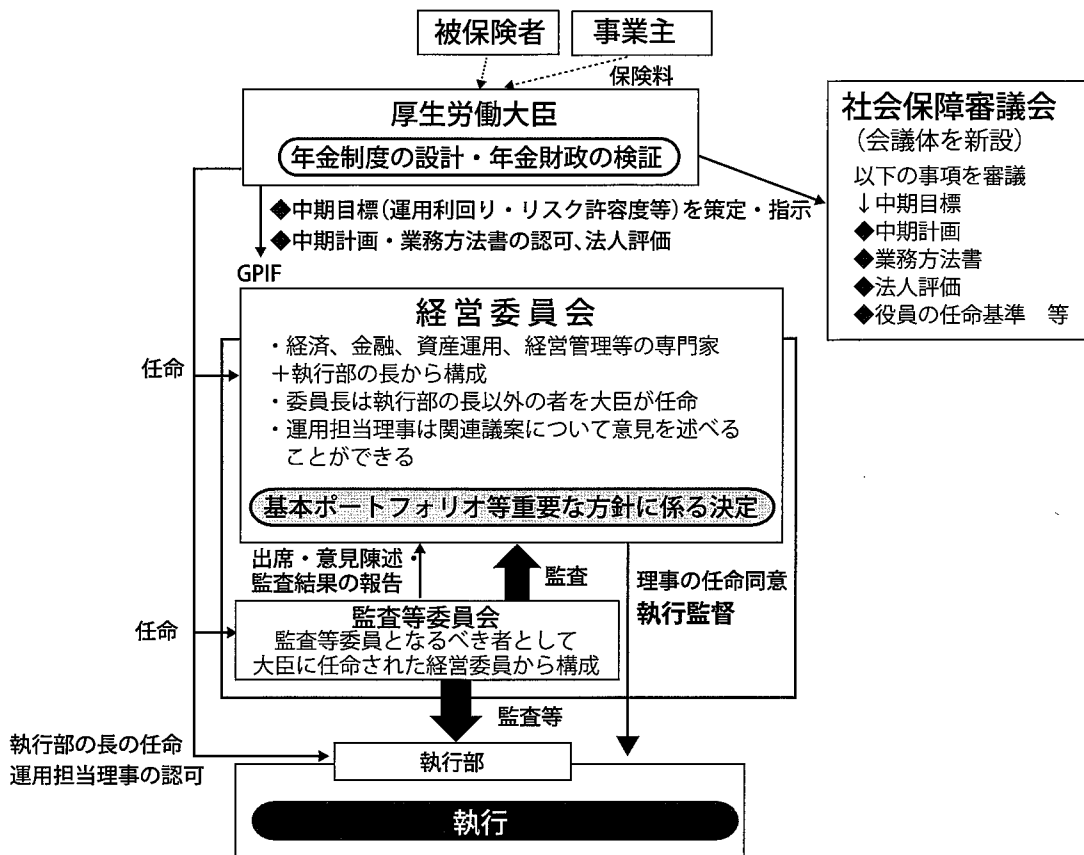 被保険者
事業主
保険料
厚生労働大臣
年金制度の設計・年金財政の検証
社会保障審議会
（会議体を新設）
以下の事項を審議
↓中期目標
◆中期計画
◆業務方法書
◆法人評価
◆役員の任命基準　等
◆中期目標（運用利回り・リスク許容度等）を策定・指示
◆中期計画・業務方法書の認可、法人評価
GPIF
経営委員会
・経済、金融、資産運用、経営管理等の専門家
＋執行部の長から構成
・委員長は執行部の長以外の者を大臣が任命
・運用担当理事は関連議案について意見を述べる
ことができる
基本ポートフォリオ等重要な方針に係る決定
任命
出席・意見陳述・
監査結果の報告
監査
理事の任命同意
執行監督
任命
監査等委員会
監査等委員となるべき者として
大臣に任命された経営委員から構成
監査等
執行部の長の任命
運用担当理事の認可
執行部
執行